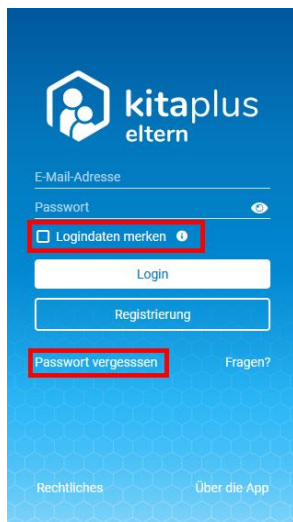 kitaplus
eltern
E-Mail-Adresse
Passwort
Logindaten merken
Login
Registrierung
Passwort vergesssen Fragen?
Rechtliches Über die App